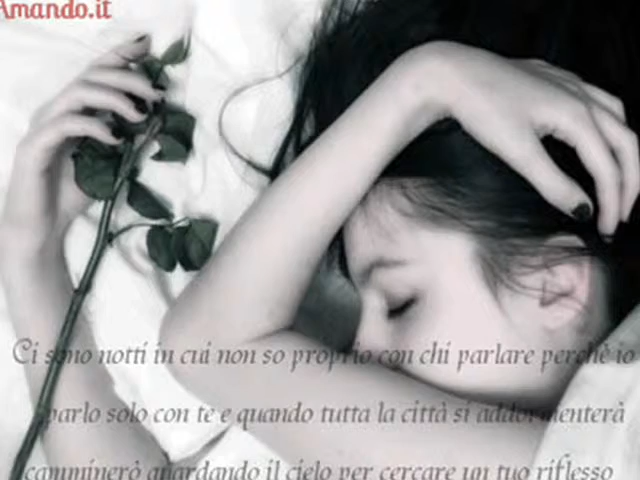 Amando.it
Ci sono notti in cui non so proprio con chi parlare perchè io
parlo solo con te e quando tutta la città si addormenterà
camminerò guardando il cielo per cercare un tuo riflesso